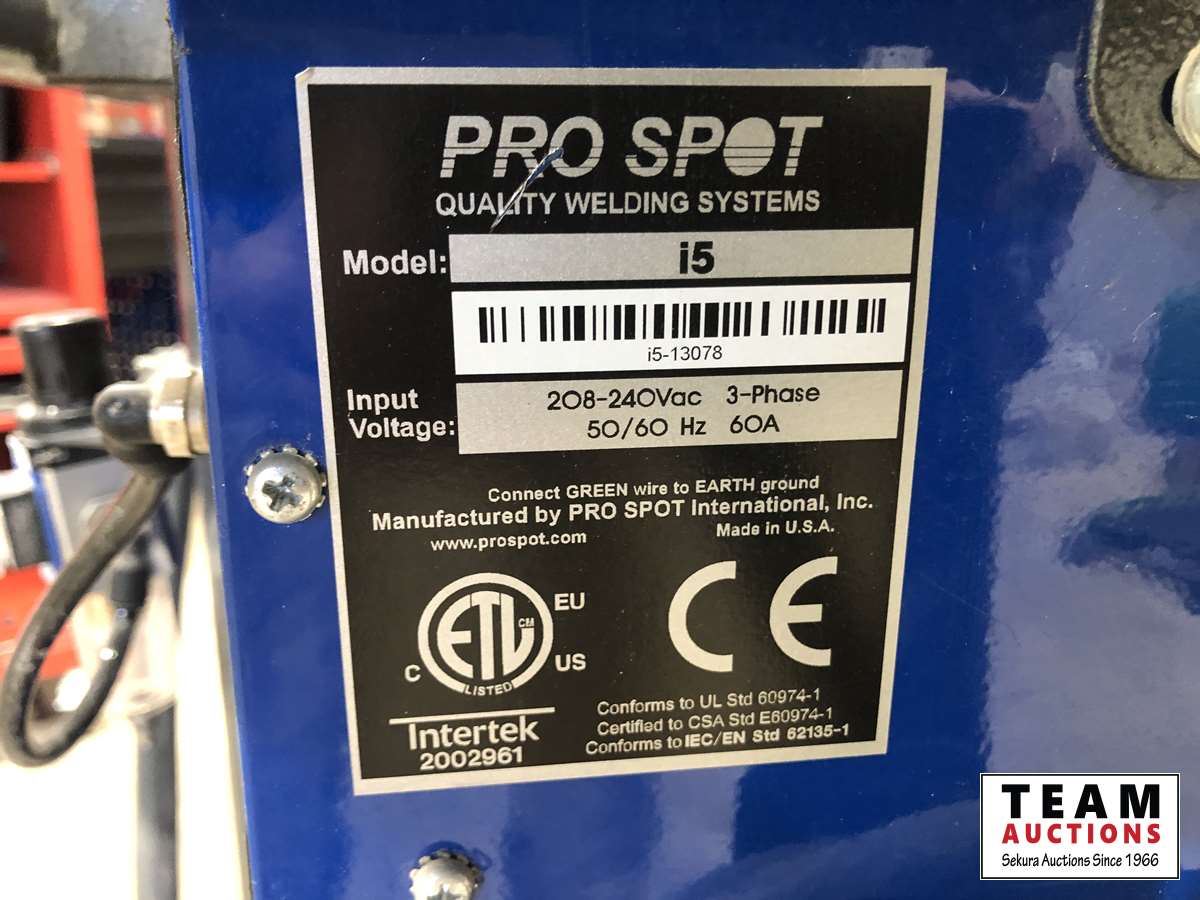 PRO SPOT
QUALITY WELDING SYSTEMS
Model: i5
i5-13078
Input Voltage: 208-240Vac 3-Phase
50/60 Hz 60A
Connect GREEN wire to EARTH ground
Manufactured by PRO SPOT International, Inc.
www.prospot.com Made in U.S.A.
ETL CM
LISTED
C EU US
CE
Intertek
2002961
Conforms to UL Std 60974-1
Certified to CSA Std E60974-1
Conforms to IEC/EN Std 62135-1
TEAM
AUCTIONS
Sekura Auctions Since 1966